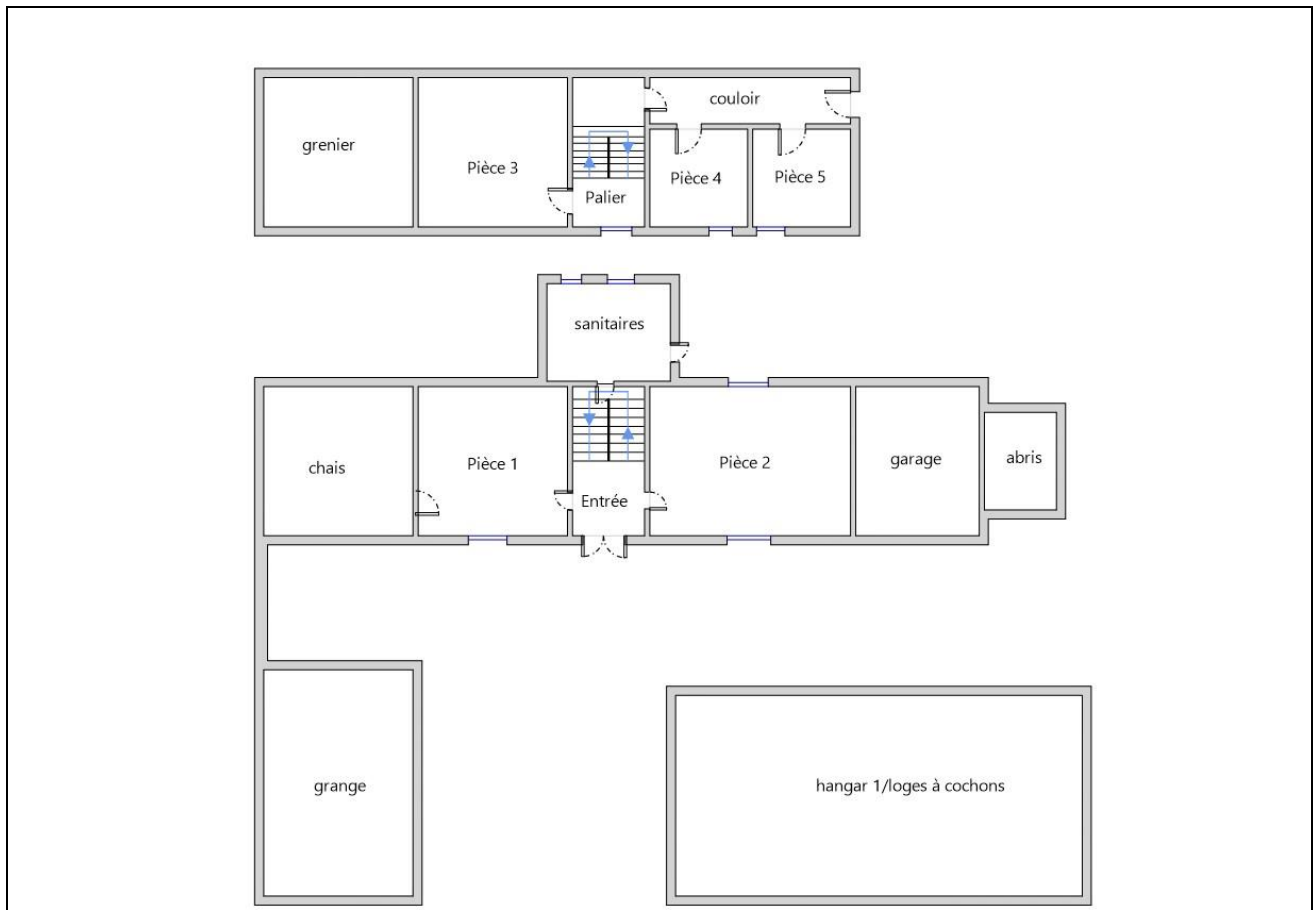 couloir
grenier
Pièce 3
Pièce 4
Pièce 5
Palier
sanitaires
chais
Pièce 1
Pièce 2
garage
abris
Entrée
grange
hangar 1/loges à cochons